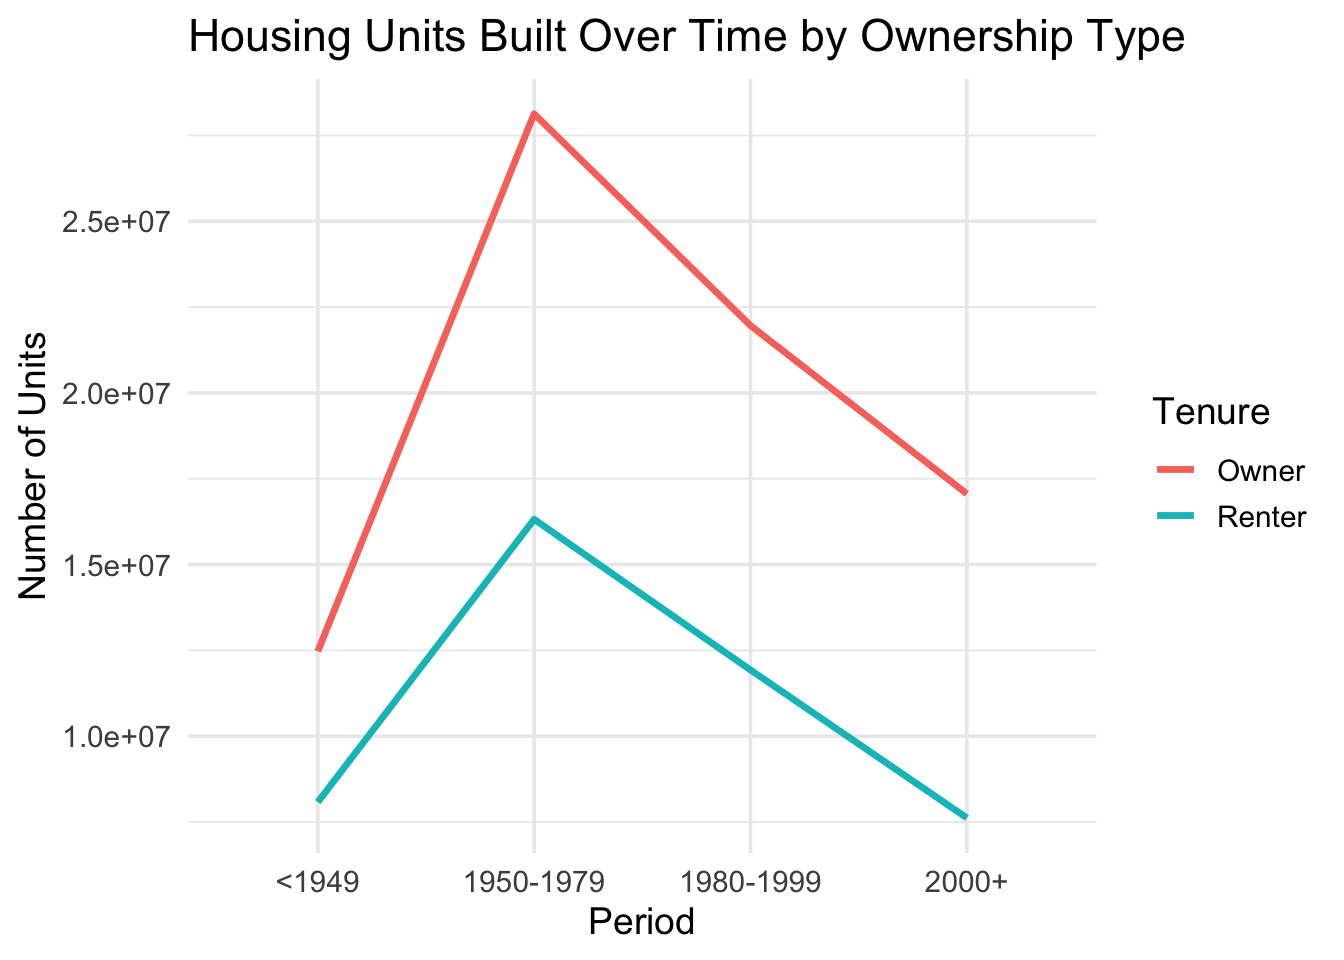 Housing Units Built Over Time by Ownership Type
Number of Units
2.5e+07
2.0e+07
1.5e+07
1.0e+07
<1949
1950-1979
1980-1999
2000+
Period
Tenure
Owner
Renter